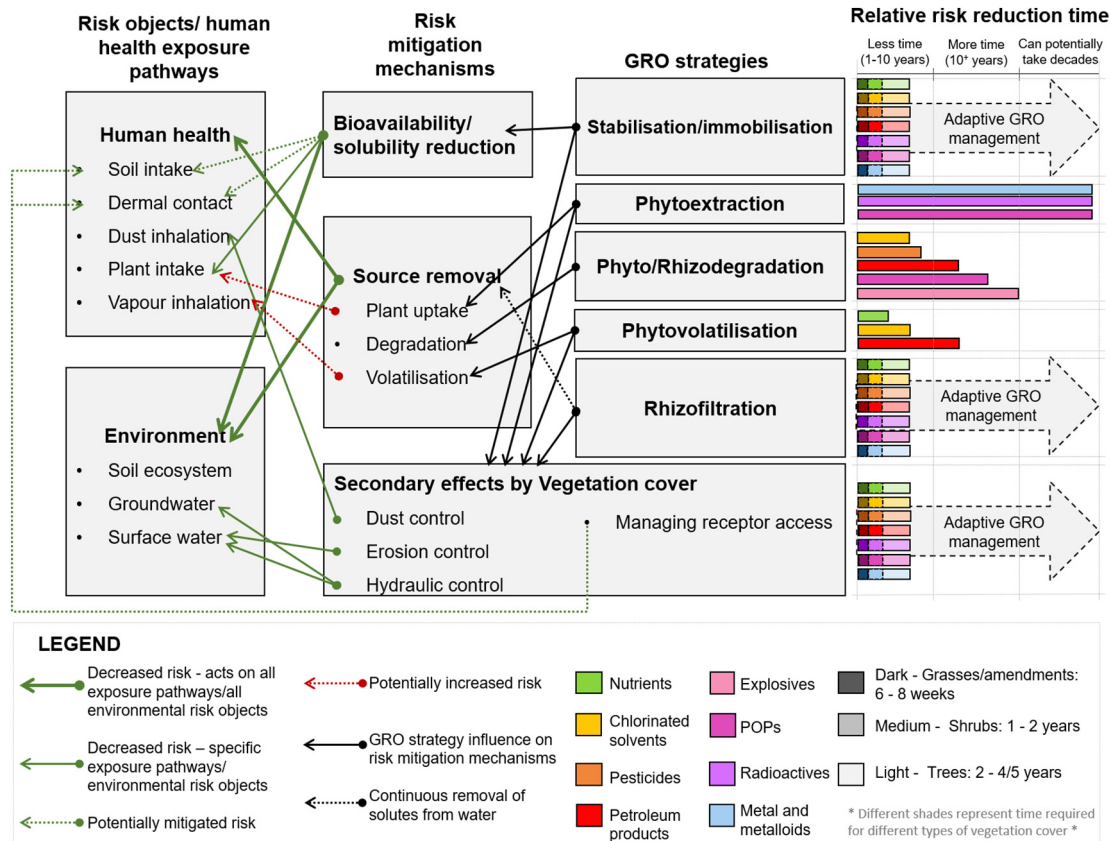 Risk objects/ human
health exposure
pathways
Human health
• Soil intake
• Dermal contact
• Dust inhalation
• Plant intake
• Vapour inhalation
Environment
• Soil ecosystem
• Groundwater
• Surface water
Risk
mitigation
mechanisms
Bioavailability/
solubility reduction
Source removal
Plant uptake
• Degradation
Volatilisation
Secondary effects by Vegetation cover
Dust control
Erosion control
Hydraulic control
• Managing receptor access
GRO strategies
Stabilisation/immobilisation
Phytoextraction
Phyto/Rhizodegradation
Phytovolatilisation
Rhizofiltration
Relative risk reduction time
Less time
(1-10 years)
More time
(10⁺ years)
Can potentially
take decades
Adaptive GRO
management
Adaptive GRO
management
Adaptive GRO
management
LEGEND
Decreased risk - acts on all
exposure pathways/all
environmental risk objects
Decreased risk – specific
exposure pathways/
environmental risk objects
Potentially mitigated risk
Potentially increased risk
GRO strategy influence on
risk mitigation mechanisms
Continuous removal of
solutes from water
Nutrients
Chlorinated
solvents
Pesticides
Petroleum
products
Explosives
POPs
Radioactives
Metal and
metalloids
Dark - Grasses/amendments:
6 - 8 weeks
Medium - Shrubs: 1 - 2 years
Light - Trees: 2 - 4/5 years
* Different shades represent time required
for different types of vegetation cover *